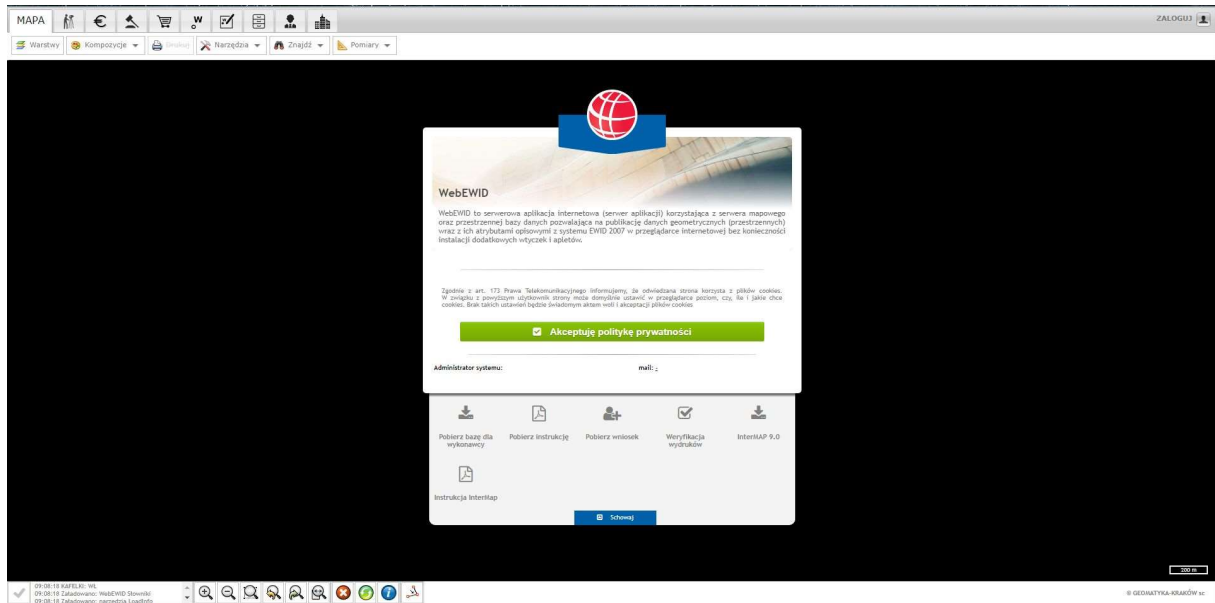 MAPA
W
ZALOGUJ
Warstwy
Kompozycje
Drukuj
Narzędzia
Znajdź
Pomiary
WebEWID
WebEWID to serwerowa aplikacja internetowa (serwer aplikacji) korzystająca z serwera mapowego
oraz przestrzennej bazy danych pozwalająca na publikację danych geometrycznych (przestrzennych)
wraz z ich atrybutami opisowymi z systemu EWID 2007 w przeglądarce internetowej bez konieczności
instalacji dodatkowych wtyczek i apletów.
Zgodnie z art. 173 Prawa Telekomunikacyjnego informujemy, że odwiedzana strona korzysta z plików cookies.
W związku z powyższym użytkownik strony może domyślnie ustawić w przeglądarce poziom, czy, ile i jakie chce
cookies. Brak takich ustawień będzie świadomym aktem woli i akceptacji plików cookies
Akceptuję politykę prywatności
Administrator systemu:
mail: .
Pobierz bazę dla
wykonawcy
Pobierz instrukcję
Pobierz wniosek
Weryfikacja
wydruków
InterMAP 9.0
Instrukcja InterMap
Schowaj
200 m
09:08:18 KAFELKI: WŁ
09:08:18 Załadowano: WebEWID Słowniki
09:08:18 Załadowano: narzędzia LoadInfo
© GEOMATYKA-KRAKÓW sc